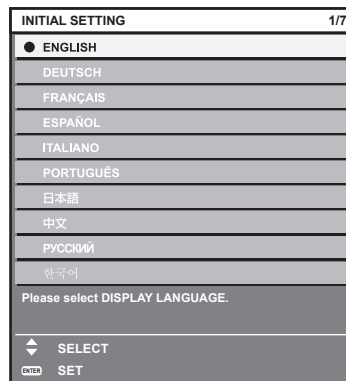 INITIAL SETTING 1/7
ENGLISH
DEUTSCH
FRANÇAIS
ESPAÑOL
ITALIANO
PORTUGUÊS
日本語
中文
РУССКИЙ
한국어
Please select DISPLAY LANGUAGE.
SELECT
ENTER SET